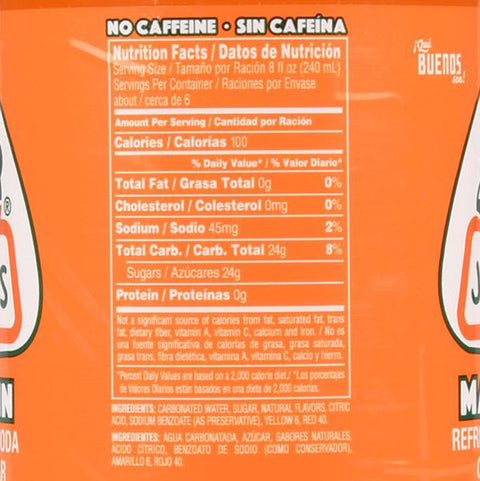 NO CAFFEINE • SIN CAFEÍNA
Nutrition Facts / Datos de Nutrición
Serving Size / Tamaño por Ración 8 fl oz (240 mL)
Servings Per Container / Raciones por Envase
about / cerca de 6
Amount Per Serving / Cantidad por Ración
Calories / Calorías 100
% Daily Value* / % Valor Diario*
Total Fat / Grasa Total 0g 0%
Cholesterol / Colesterol 0mg 0%
Sodium / Sodio 45mg 2%
Total Carb. / Carb. Total 24g 8%
Sugars / Azúcares 24g
Protein / Proteínas 0g
Not a significant source of calories from fat, saturated fat, trans
fat, dietary fiber, vitamin A, vitamin C, calcium and iron. / No es
una fuente significativa de calorías de grasa, grasa saturada,
grasa trans, fibra dietética, vitamina A, vitamina C, calcio y hierro.
*Percent Daily Values are based on a 2,000 calorie diet./ *Los porcentajes
de Valores Diarios están basados en una dieta de 2,000 calorías.
INGREDIENTS: CARBONATED WATER, SUGAR, NATURAL FLAVORS, CITRIC
ACID, SODIUM BENZOATE (AS PRESERVATIVE), YELLOW 6, RED 40.
INGREDIENTES: AGUA CARBONATADA, AZÚCAR, SABORES NATURALES,
ÁCIDO CÍTRICO, BENZOATO DE SODIO (COMO CONSERVADOR),
AMARILLO 6, ROJO 40.
¡Qué
BUENOS
son!
®
S
N
ODA
R
J
MA
REFR